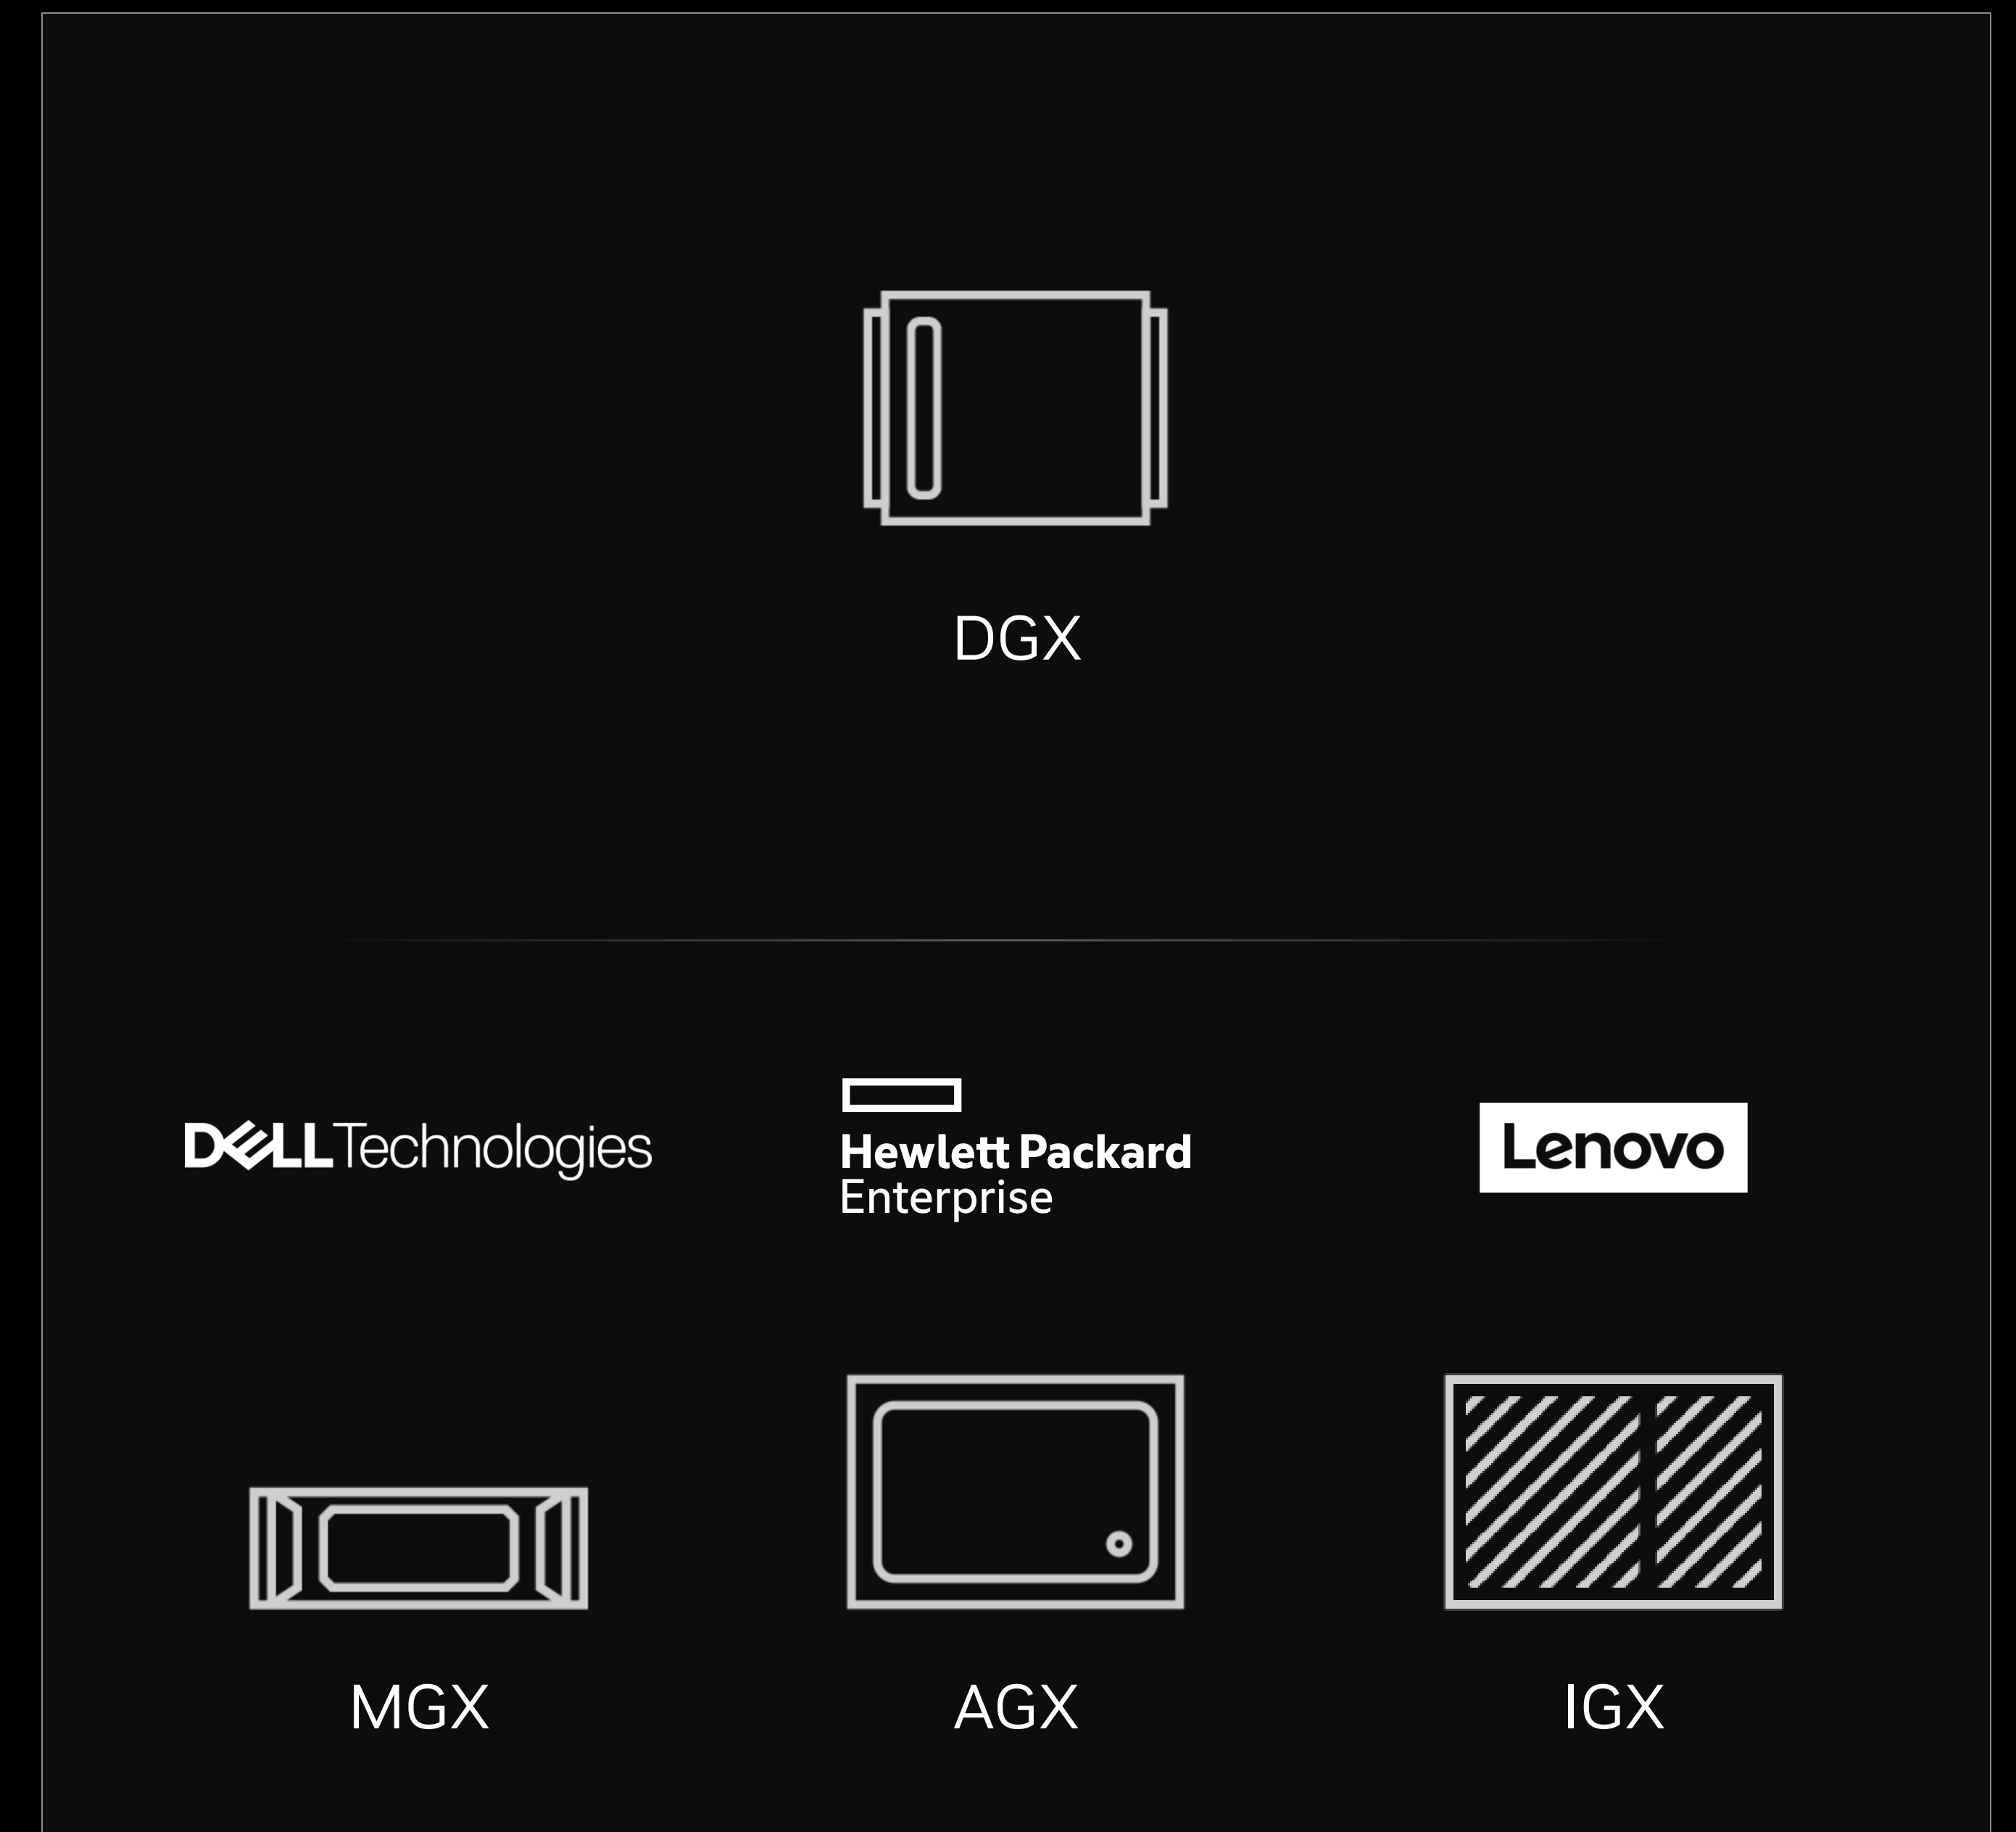 DGX
DELL Technologies
Hewlett Packard
Enterprise
Lenovo
MGX
AGX
IGX